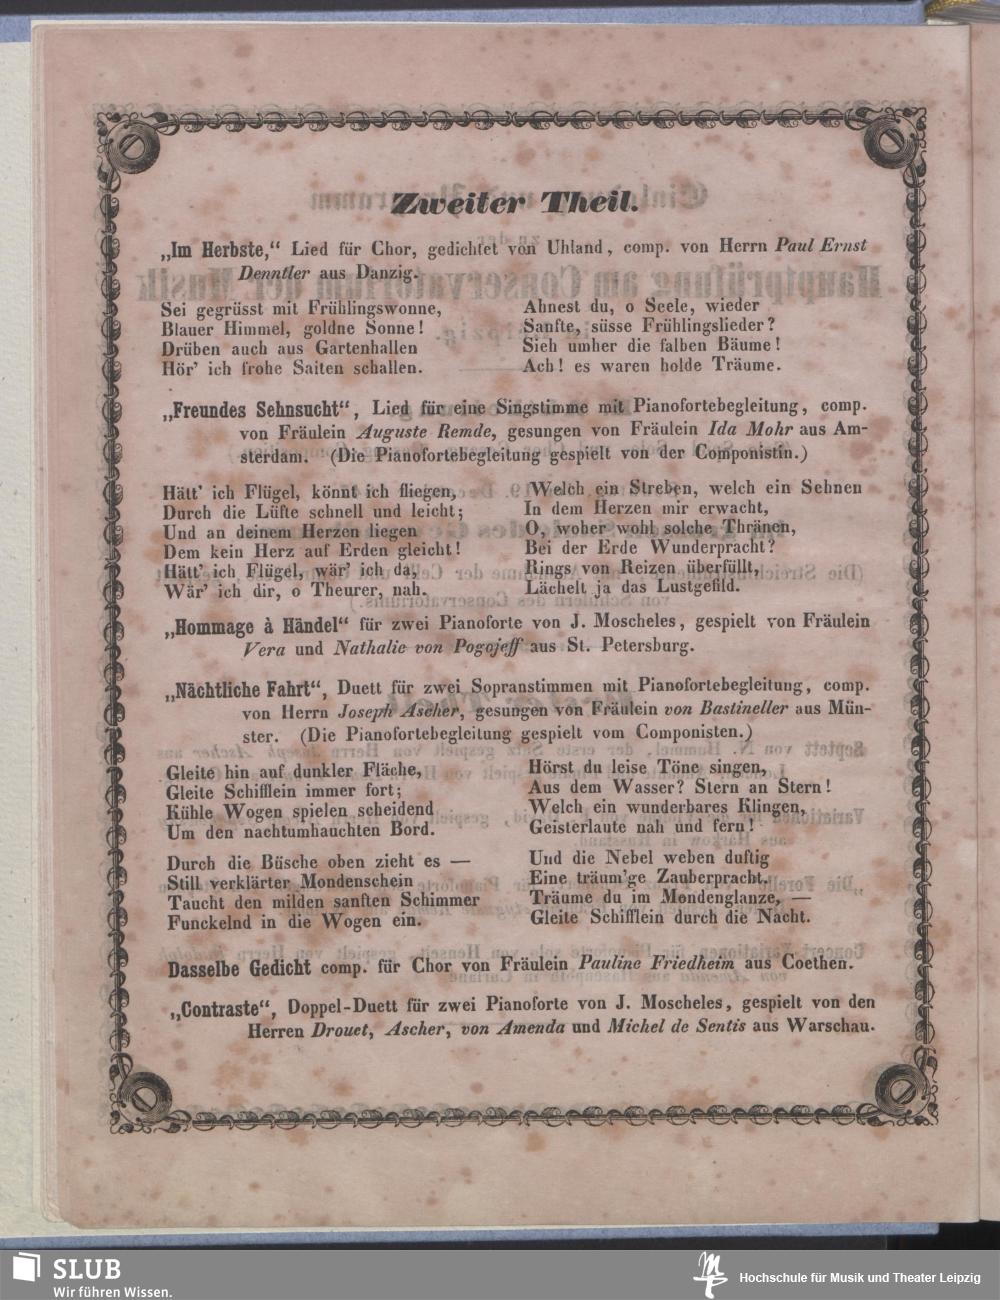 Zweiter Theil.
„Im Herbste,“ Lied für Chor, gedichtet von Uhland, comp. von Herrn Paul Ernst
Denntler aus Danzig.
Sei gegrüsst mit Frühlingswonne,
Blauer Himmel, goldne Sonne!
Drüben auch aus Gartenhallen
Hör' ich frohe Saiten schallen.
Ahnest du, o Seele, wieder
Sanfte, süsse Frühlingslieder?
Sieh umher die falben Bäume!
Ach! es waren holde Träume.
„Freundes Sehnsucht“, Lied für eine Singstimme mit Pianofortebegleitung, comp.
von Fräulein Auguste Remde, gesungen von Fräulein Ida Mohr aus Am-
sterdam. (Die Pianofortebegleitung gespielt von der Componistin.)
Hätt' ich Flügel, könnt ich fliegen,
Durch die Lüfte schnell und leicht;
Und an deinem Herzen liegen
Dem kein Herz auf Erden gleicht!
Hätt' ich Flügel, wär' ich da,
Wär' ich dir, o Theurer, nah.
Welch ein Streben, welch ein Sehnen
In dem Herzen mir erwacht,
O, woher wohl solche Thränen,
Bei der Erde Wunderpracht?
Rings von Reizen überfüllt,
Lächelt ja das Lustgefild.
„Hommage à Händel“ für zwei Pianoforte von J. Moscheles, gespielt von Fräulein
Vera und Nathalie von Pogojeff aus St. Petersburg.
„Nächtliche Fahrt“, Duett für zwei Sopranstimmen mit Pianofortebegleitung, comp.
von Herrn Joseph Ascher, gesungen von Fräulein von Bastineller aus Mün-
ster. (Die Pianofortebegleitung gespielt vom Componisten.)
Gleite hin auf dunkler Fläche,
Gleite Schifflein immer fort;
Kühle Wogen spielen scheidend
Um den nachtumhauchten Bord.
Durch die Büsche oben zieht es —
Still verklärter Mondenschein
Taucht den milden sanften Schimmer
Funckelnd in die Wogen ein.
Hörst du leise Töne singen,
Aus dem Wasser? Stern an Stern!
Welch ein wunderbares Klingen,
Geisterlaute nah und fern!
Und die Nebel weben duftig
Eine träum'ge Zauberpracht.
Träume du im Mondenglanze, —
Gleite Schifflein durch die Nacht.
Dasselbe Gedicht comp. für Chor von Fräulein Pauline Friedheim aus Coethen.
„Contraste“, Doppel-Duett für zwei Pianoforte von J. Moscheles, gespielt von den
Herren Drouet, Ascher, von Amenda und Michel de Sentis aus Warschau.
SLUB
Wir führen Wissen.
Hochschule für Musik und Theater Leipzig